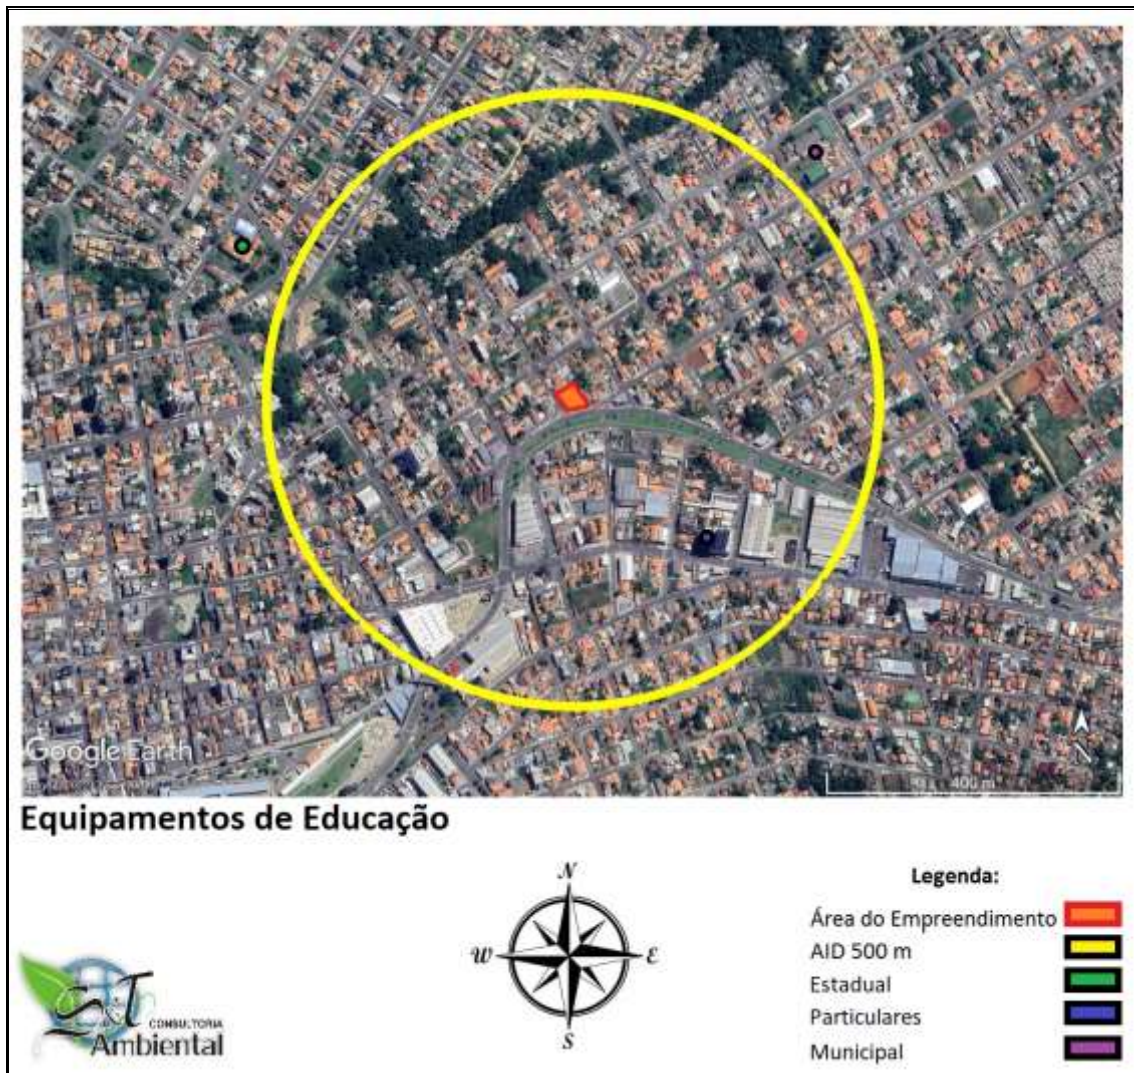 Google Earth
400 m
Equipamentos de Educação
N
W
E
S
Legenda:
Área do Empreendimento
AID 500 m
Estadual
Particulares
Municipal
CONSULTORIA
Ambiental